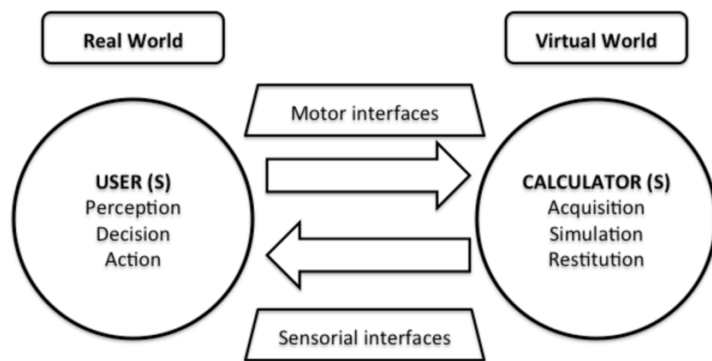 Real World
Virtual World
Motor interfaces
USER (S)
Perception
Decision
Action
CALCULATOR (S)
Acquisition
Simulation
Restitution
Sensorial interfaces